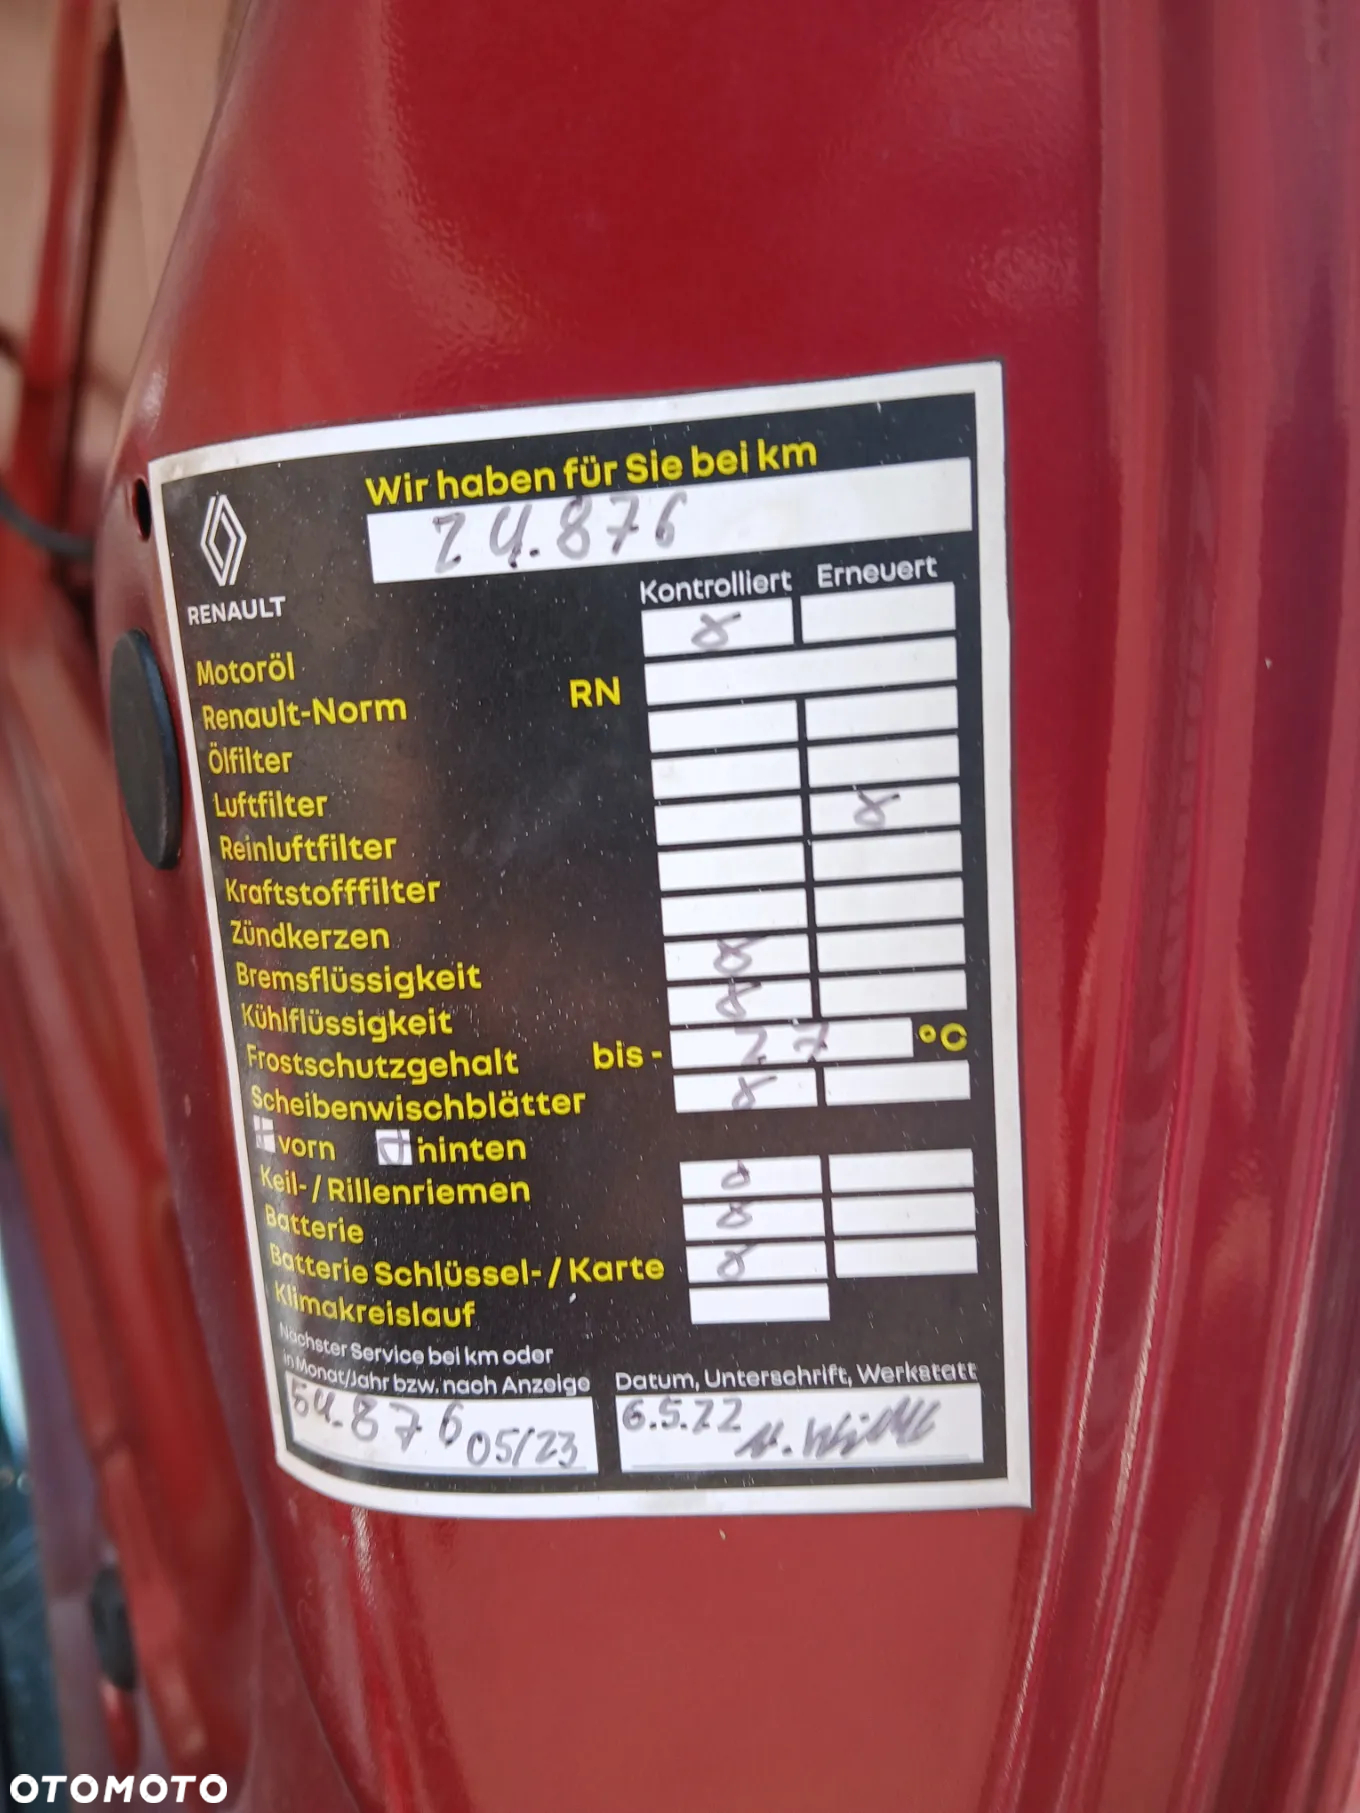 Wir haben für Sie bei km
24.876
RENAULT
Kontrolliert Erneuert
Motoröl
Renault-Norm RN
Ölfilter
Luftfilter
Reinluftfilter
Kraftstofffilter
Zündkerzen
Bremsflüssigkeit
Kühlflüssigkeit
Frostschutzgehalt bis - 27 °C
Scheibenwischblätter
vorn hinten
Keil-/Rillenriemen
Batterie
Batterie Schlüssel-/Karte
Klimakreislauf
Nächster Service bei km oder
in Monat/Jahr bzw. nach Anzeige
54.876 05/23
Datum, Unterschrift, Werkstatt
6.5.22
OTOMOTO